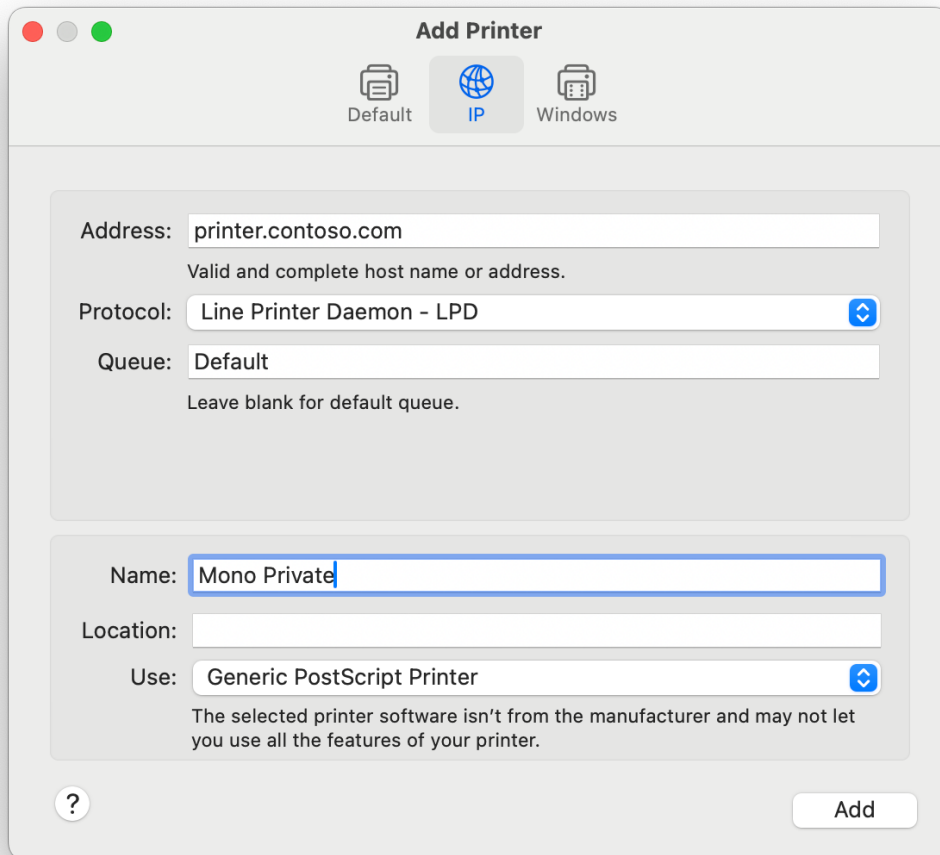 Add Printer
Default
IP
Windows
Address: printer.contoso.com
Valid and complete host name or address.
Protocol: Line Printer Daemon - LPD
Queue: Default
Leave blank for default queue.
Name: Mono Private
Location:
Use: Generic PostScript Printer
The selected printer software isn’t from the manufacturer and may not let
you use all the features of your printer.
?
Add